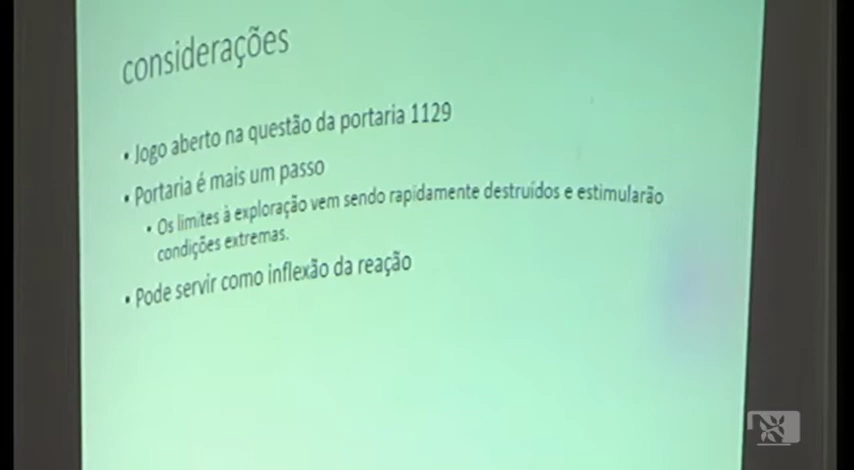 considerações
• Jogo aberto na questão da portaria 1129
• Portaria é mais um passo
• Os limites à exploração vem sendo rapidamente destruídos e estimularão
condições extremas.
• Pode servir como inflexão da reação